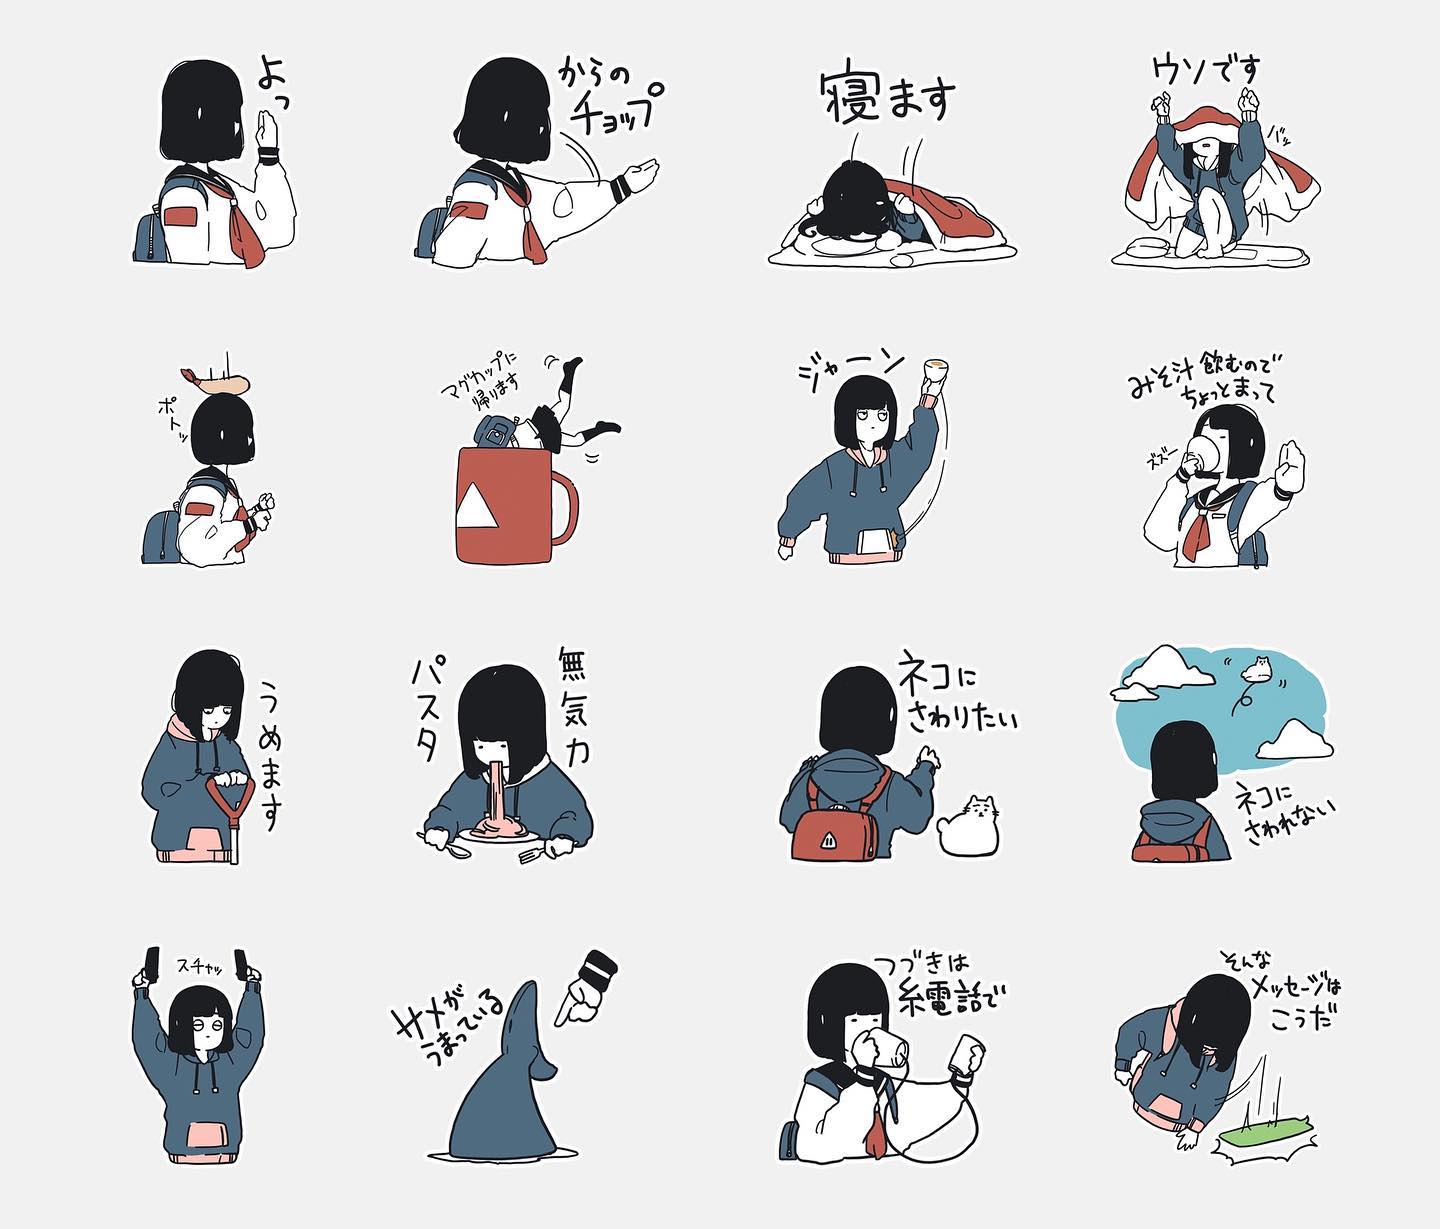 よっ
からの
チョップ
寝ます
ウソです
バッ
ポトッ
マグカップに
帰ります
ジャーン
みそ汁飲むので
ちょっとまって
ズズー
うめます
無気力
パスタ
ネコに
さわりたい
ネコに
さわれない
スチャッ
サメが
うまっている
つづきは
糸電話で
そんな
メッセージは
こうだ